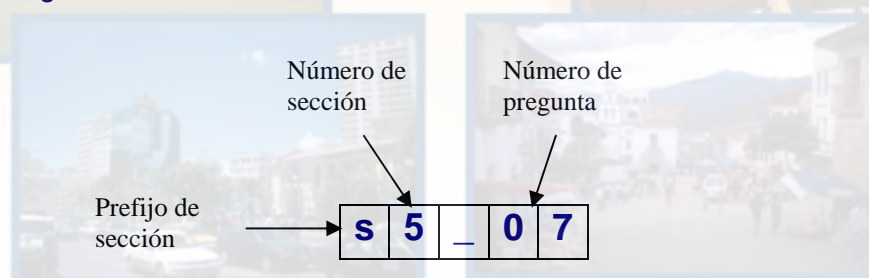 Número de
sección
Número de
pregunta
Prefijo de
sección
s 5 _ 0 7